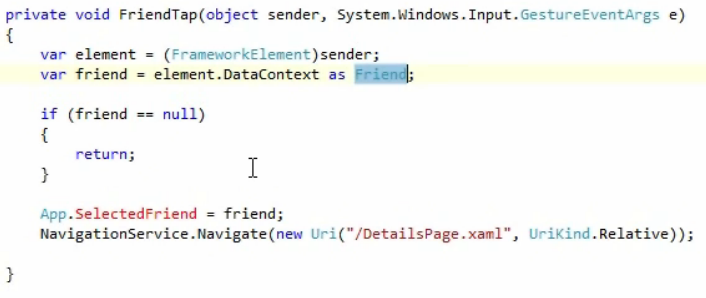 private void FriendTap(object sender, System.Windows.Input.GestureEventArgs e)
{
    var element = (FrameworkElement)sender;
    var friend = element.DataContext as Friend;
    if (friend == null)
    {
        return;
    }
    App.SelectedFriend = friend;
    NavigationService.Navigate(new Uri("/DetailsPage.xaml", UriKind.Relative));
}